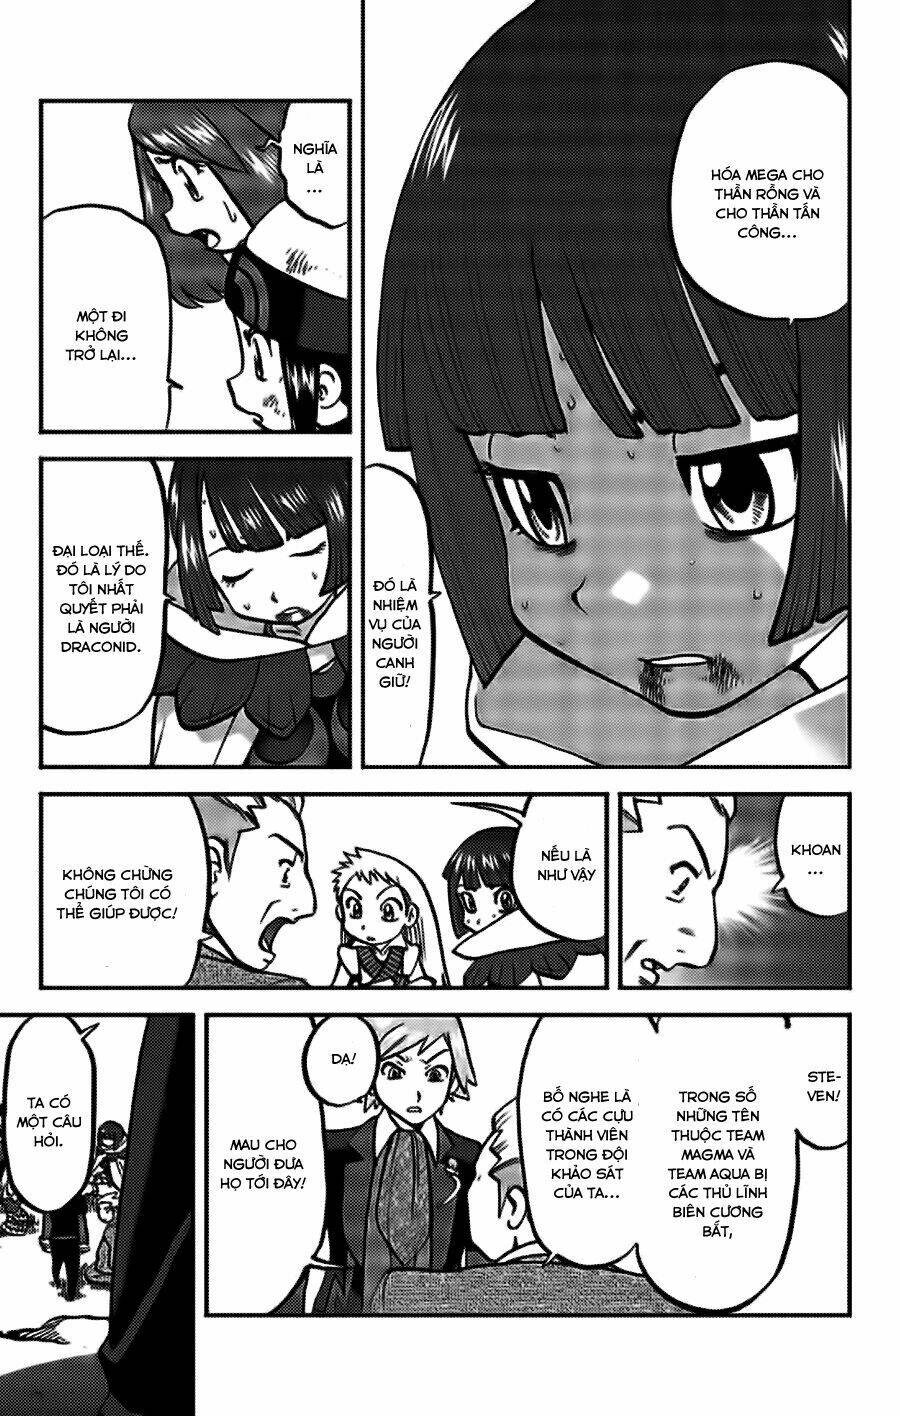 HÓA MEGA CHO
THẦN RỒNG VÀ
CHO THẦN TẤN
CÔNG...
ĐÓ LÀ
NHIỆM
VỤ CỦA
NGƯỜI
CANH
GIỮ!
NGHĨA
LÀ
...
MỘT ĐI
KHÔNG
TRỞ LẠI...
ĐẠI LOẠI THẾ.
ĐÓ LÀ LÝ DO
TÔI NHẤT
QUYẾT PHẢI
LÀ NGƯỜI
DRACONID.
KHOAN
...
NẾU LÀ
NHƯ VẬY
KHÔNG CHỪNG
CHÚNG TÔI CÓ
THỂ GIÚP ĐƯỢC!
STE-
VEN!
TRONG SỐ
NHỮNG TÊN
THUỘC TEAM
MAGMA VÀ
TEAM AQUA BỊ
CÁC THỦ LĨNH
BIÊN CƯƠNG
BẮT,
BỐ NGHE LÀ
CÓ CÁC CỰU
THÀNH VIÊN
TRONG ĐỘI
KHẢO SÁT
CỦA TA...
DẠ!
MAU CHO
NGƯỜI ĐƯA
HỌ TỚI ĐÂY!
TA CÓ
MỘT CÂU
HỎI.